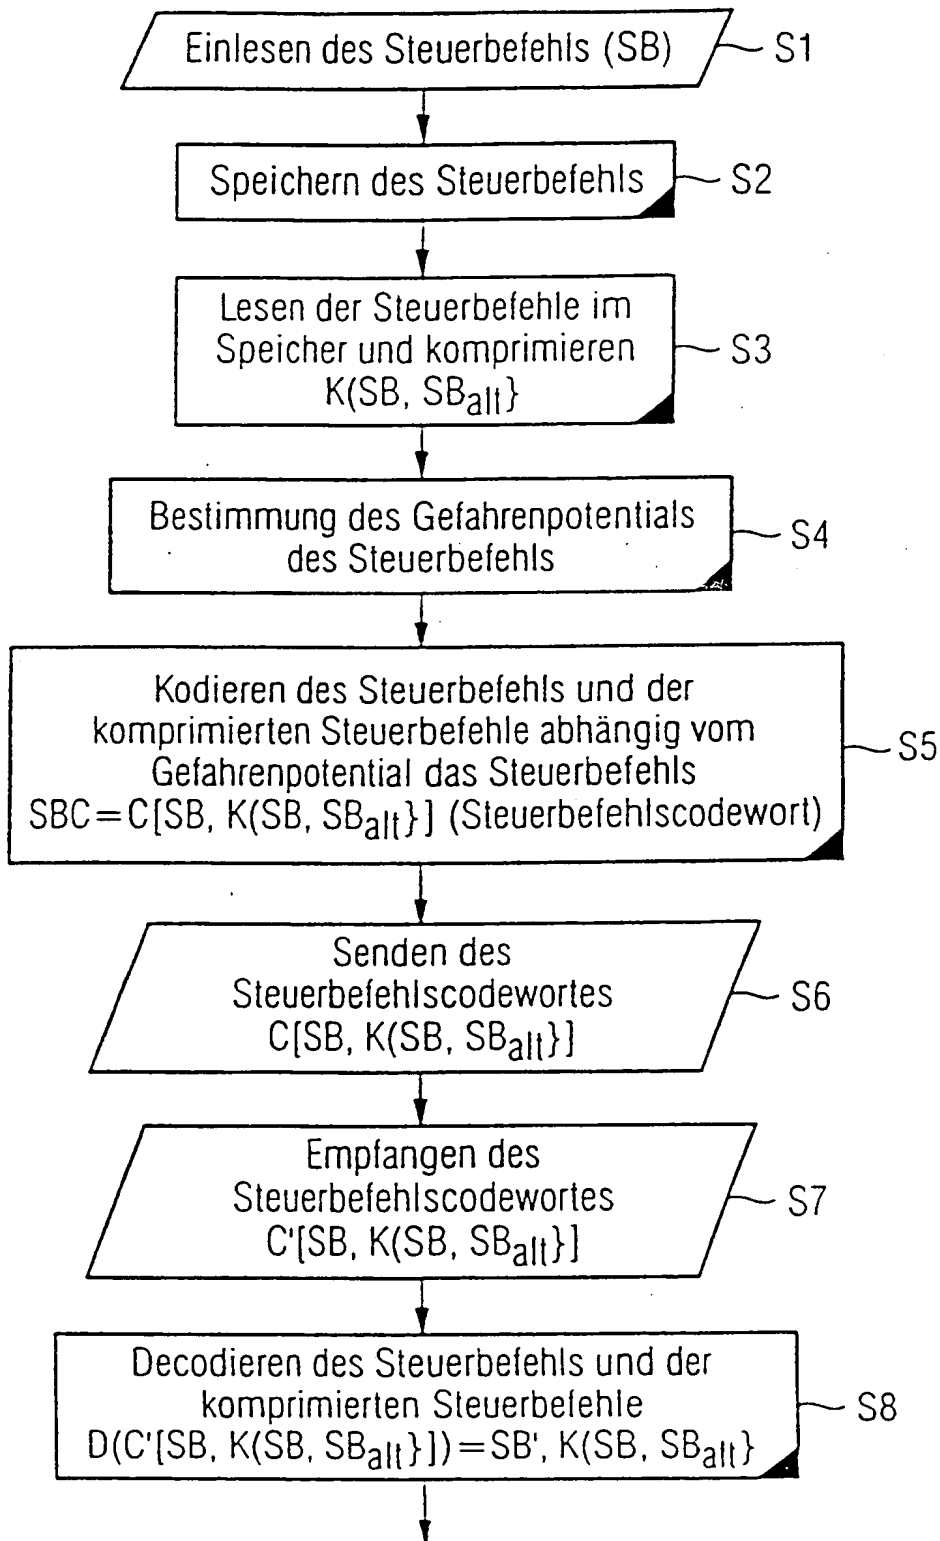 Einlesen des Steuerbefehls (SB)
S1
Speichern des Steuerbefehls
S2
Lesen der Steuerbefehle im
Speicher und komprimieren
K(SB, SBalt}
S3
Bestimmung des Gefahrenpotentials
des Steuerbefehls
S4
Kodieren des Steuerbefehls und der
komprimierten Steuerbefehle abhängig vom
Gefahrenpotential das Steuerbefehls
SBC=C[SB, K(SB, SBalt}] (Steuerbefehlscodewort)
S5
Senden des
Steuerbefehlscodewortes
C[SB, K(SB, SBalt}]
S6
Empfangen des
Steuerbefehlscodewortes
C'[SB, K(SB, SBalt}]
S7
Decodieren des Steuerbefehls und der
komprimierten Steuerbefehle
D(C'[SB, K(SB, SBalt}])=SB', K(SB, SBalt}
S8